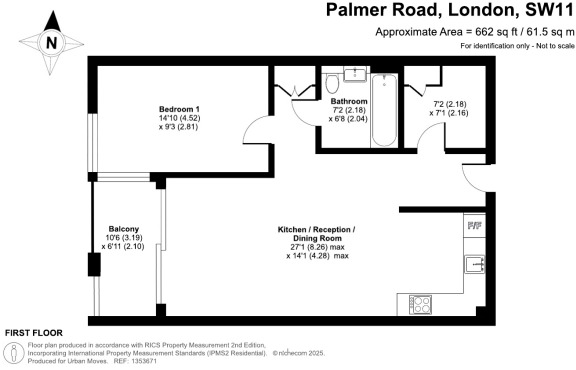 Palmer Road, London, SW11
Approximate Area = 662 sq ft / 61.5 sq m
For identification only - Not to scale
N
Bedroom 1
14'10 (4.52)
x 9'3 (2.81)
Bathroom
7'2 (2.18)
x 6'8 (2.04)
7'2 (2.18)
x 7'1 (2.16)
Balcony
10'6 (3.19)
x 6'11 (2.10)
Kitchen / Reception /
Dining Room
27'1 (8.26) max
x 14'1 (4.28) max
F/F
FIRST FLOOR
Floor plan produced in accordance with RICS Property Measurement 2nd Edition,
Incorporating International Property Measurement Standards (IPMS2 Residential). © nichecom 2025.
Produced for Urban Moves. REF: 1353671